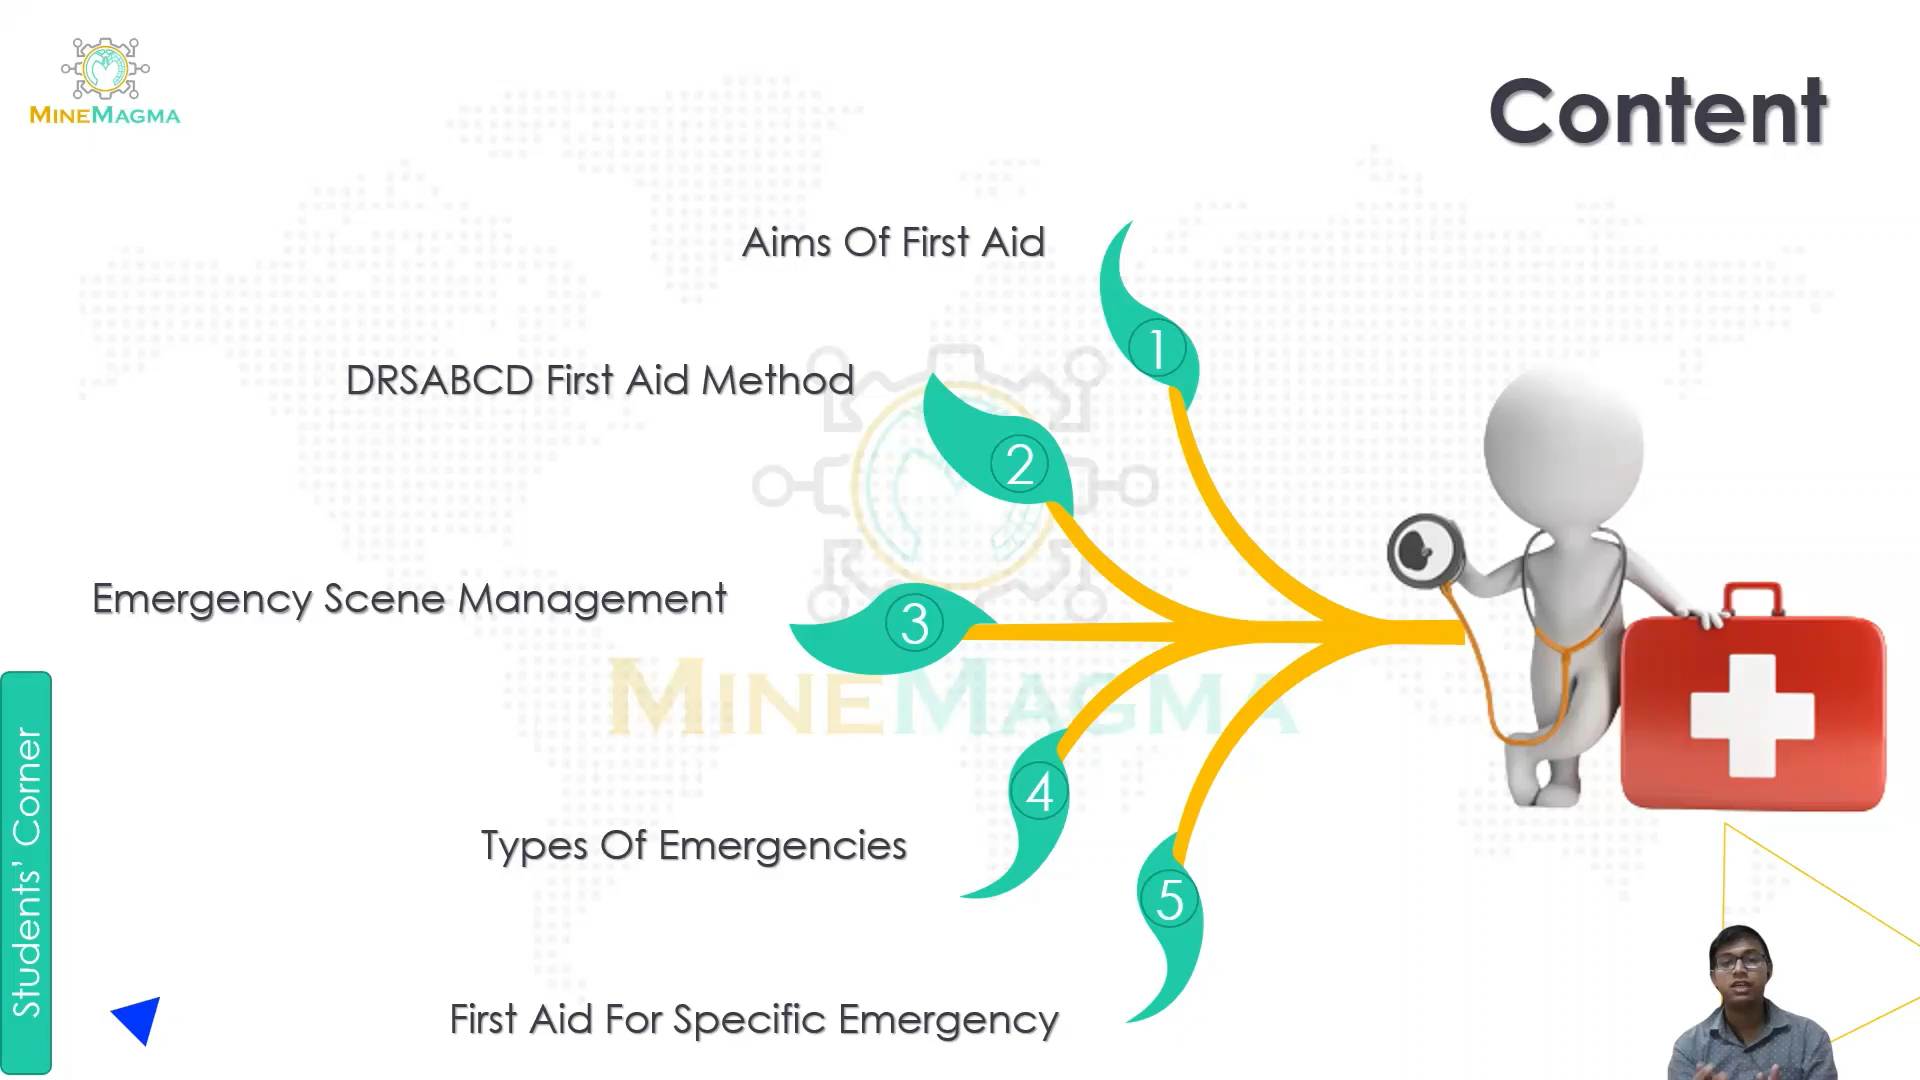 MINEMAGMA
Content
Aims Of First Aid
1
DRSABCD First Aid Method
2
Emergency Scene Management
3
MINEMAGMA
4
Types Of Emergencies
5
First Aid For Specific Emergency
Students' Corner